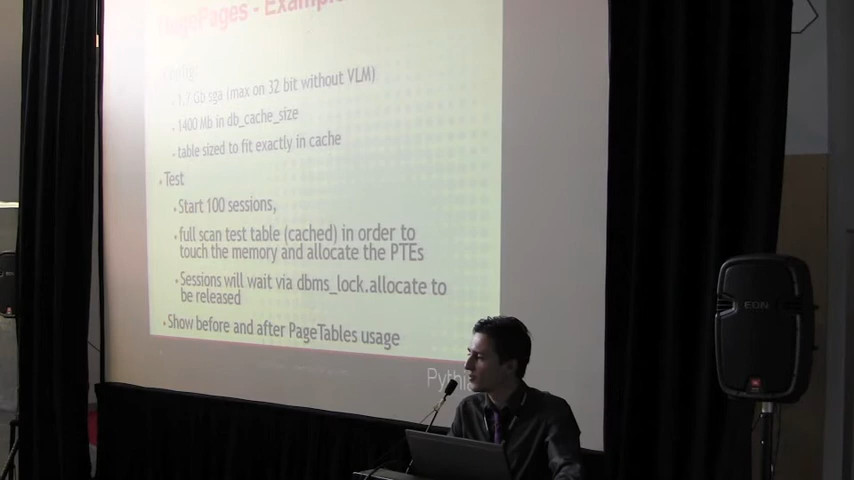 HugePages - Example
Config:
• 1.7 Gb sga (max on 32 bit without VLM)
• 1400 Mb in db_cache_size
• table sized to fit exactly in cache
• Test
• Start 100 sessions,
• full scan test table (cached) in order to
touch the memory and allocate the PTEs
• Sessions will wait via dbms_lock.allocate to
be released
• Show before and after PageTables usage
Pythi
EON